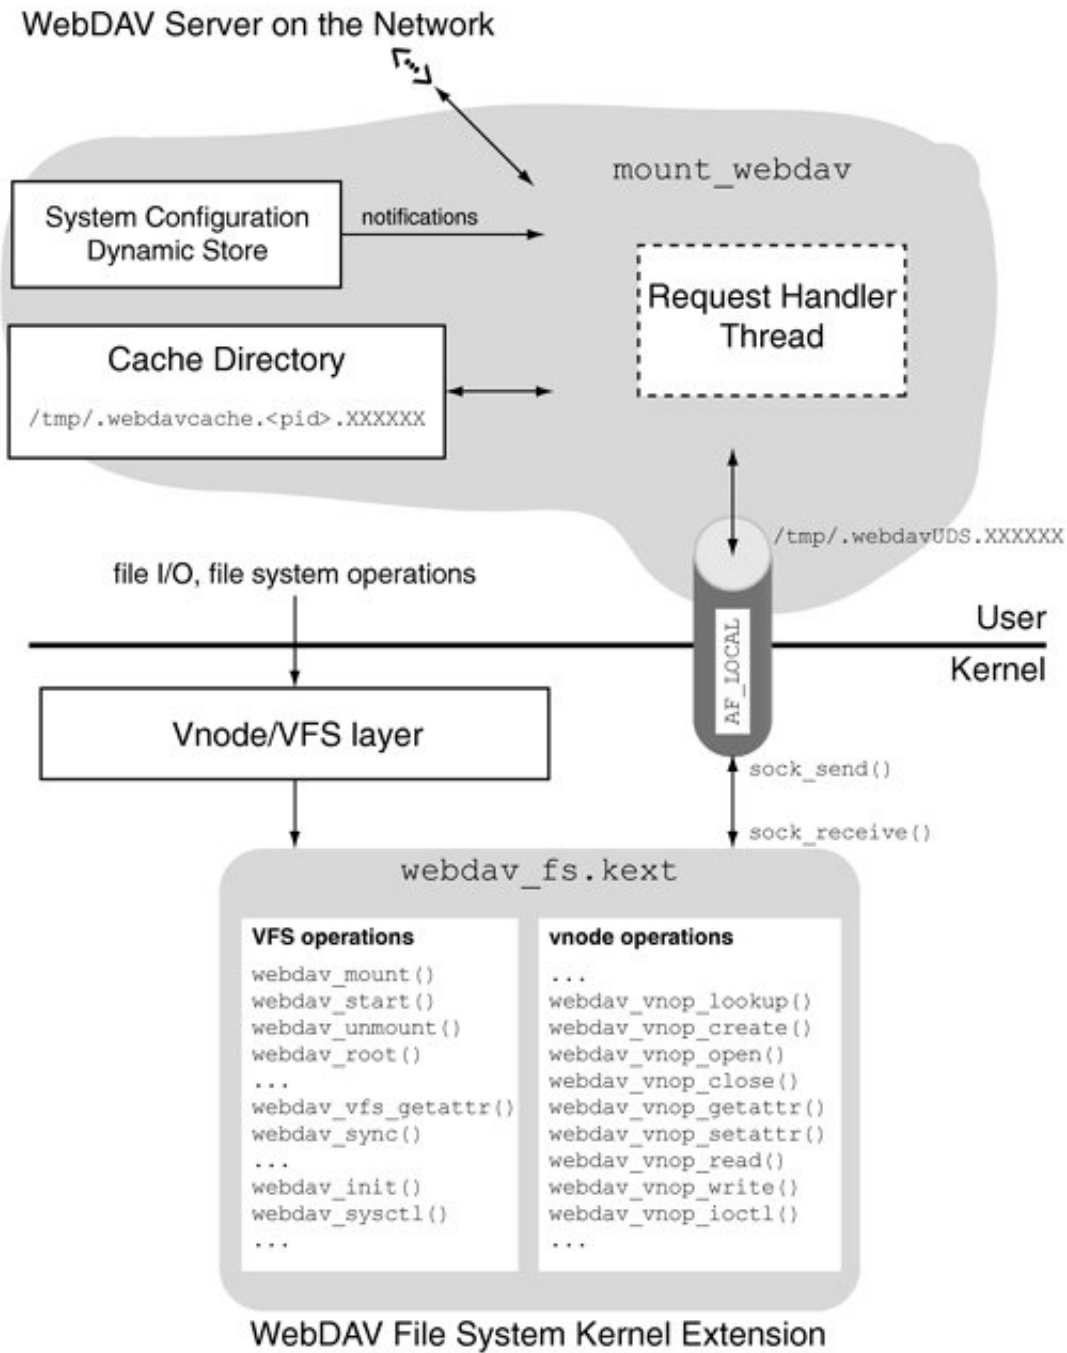 WebDAV Server on the Network
mount_webdav
System Configuration
Dynamic Store
notifications
Request Handler
Thread
Cache Directory
/tmp/.webdavcache.<pid>.XXXXXX
/tmp/.webdavUDS.XXXXXX
file I/O, file system operations
AF_LOCAL
User
Kernel
Vnode/VFS layer
sock_send()
sock_receive()
webdav_fs.kext
VFS operations
webdav_mount()
webdav_start()
webdav_unmount()
webdav_root()
...
webdav_vfs_getattr()
webdav_sync()
...
webdav_init()
webdav_sysctl()
...
vnode operations
...
webdav_vnop_lookup()
webdav_vnop_create()
webdav_vnop_open()
webdav_vnop_close()
webdav_vnop_getattr()
webdav_vnop_setattr()
webdav_vnop_read()
webdav_vnop_write()
webdav_vnop_ioctl()
...
WebDAV File System Kernel Extension